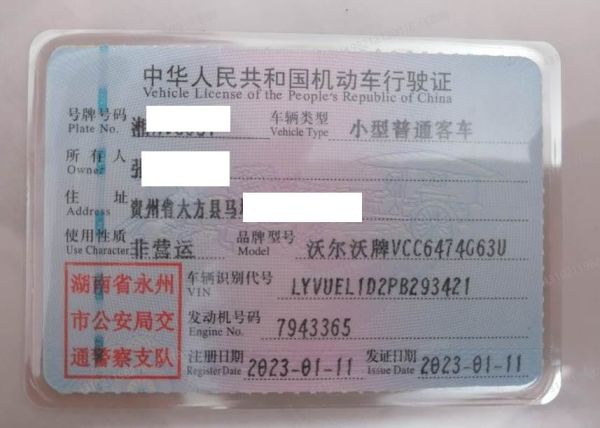 中华人民共和国机动车行驶证
Vehicle License of the People's Republic of China
号牌号码 湘 车辆类型 小型普通客车
Plate No. Vehicle Type
所有人 张
Owner
住址 贵州省大方县马
Address
使用性质 非营运 品牌型号 沃尔沃牌VCC6474G63U
Use Character Model
湖南省永州
市公安局交
通警察支队
车辆识别代号 LYVUEL1D2PB293421
VIN
发动机号码 7943365
Engine No.
注册日期 2023-01-11 发证日期 2023-01-11
Register Date Issue Date